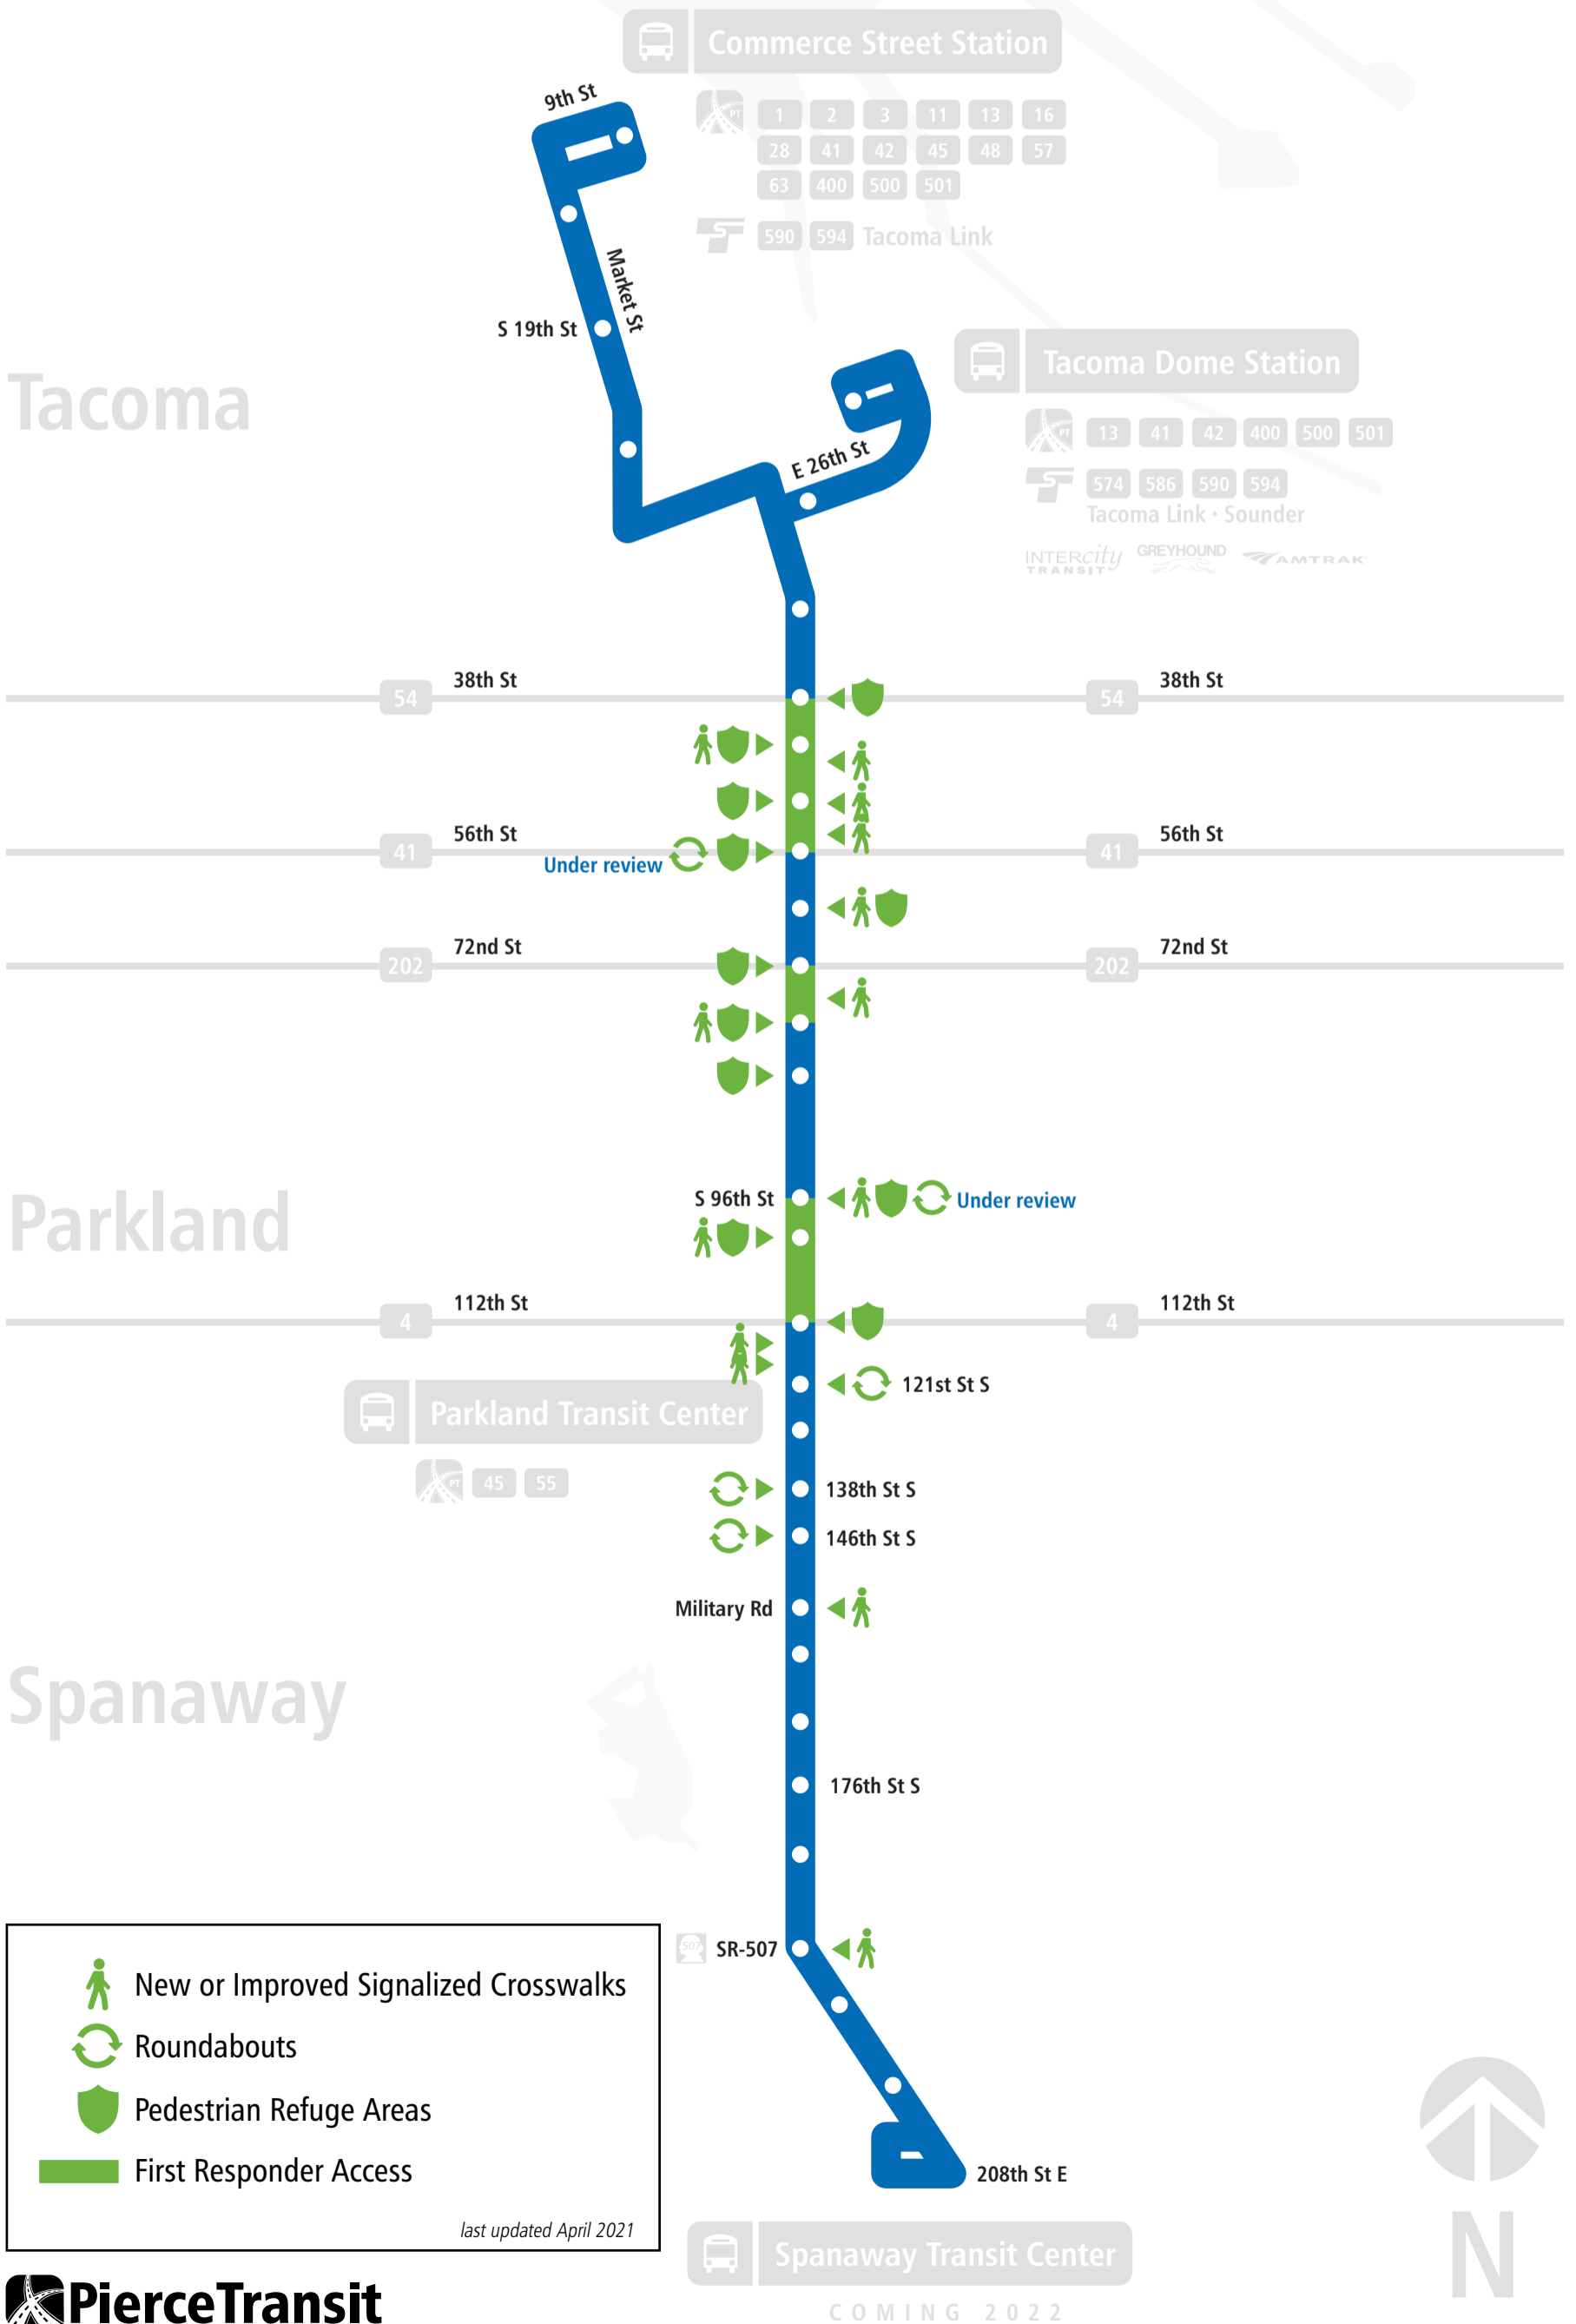 Commerce Street Station
9th St
PT
1 2 3 11 13 16
28 41 42 45 48 57
63 400 500 501
ST 590 594 Tacoma Link
Market St
S 19th St
Tacoma Dome Station
Tacoma
PT 13 41 42 400 500 501
E 26th St
ST 574 586 590 594
Tacoma Link · Sounder
INTERcity TRANSIT GREYHOUND AMTRAK
38th St 38th St
54 54
56th St 56th St
41 41
Under review
72nd St 72nd St
202 202
Parkland
S 96th St Under review
112th St 112th St
4 4
121st St S
Parkland Transit Center
PT 45 55
138th St S
146th St S
Military Rd
Spanaway
176th St S
507 SR-507
New or Improved Signalized Crosswalks
Roundabouts
Pedestrian Refuge Areas
First Responder Access
last updated April 2021
208th St E
N
Spanaway Transit Center
COMING 2022
PierceTransit